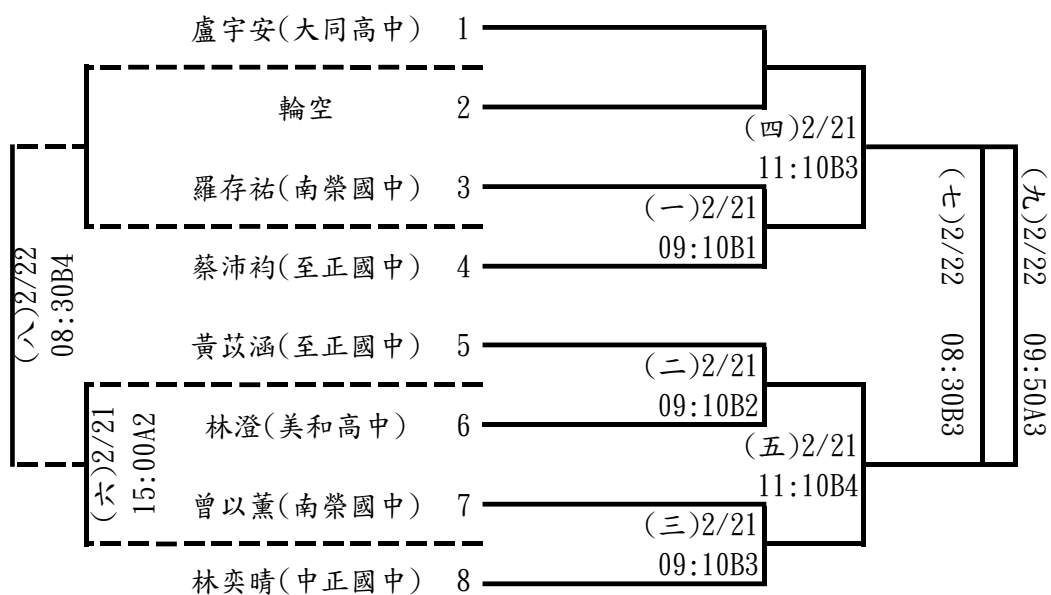 盧宇安(大同高中) 1
輪空 2
(四)2/21
11:10B3
羅存祐(南榮國中) 3
(一)2/21
09:10B1
蔡沛袀(至正國中) 4
(七)2/22 08:30B3
(九)2/22 09:50A3
(八)2/22
08:30B4
黃苡涵(至正國中) 5
(二)2/21
09:10B2
林澄(美和高中) 6
(五)2/21
11:10B4
(六)2/21
15:00A2
曾以薰(南榮國中) 7
(三)2/21
09:10B3
林奕晴(中正國中) 8